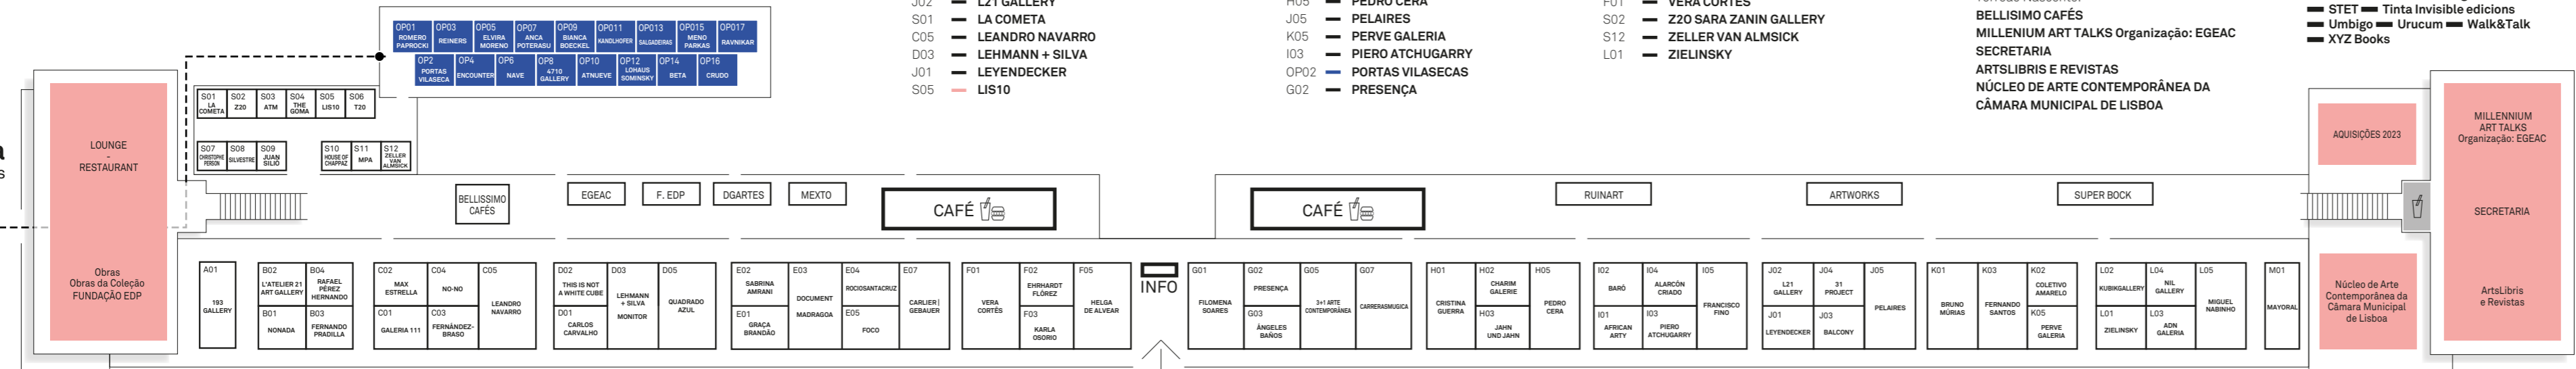 J02 L21 GALLERY
S01 LA COMETA
C05 LEANDRO NAVARRO
D03 LEHMANN + SILVA
J01 LEYENDECKER
S05 LIS10
H05 PEDRO CERA
J05 PELAIRES
K05 PERVE GALERIA
I03 PIERO ATCHUGARRY
OP02 PORTAS VILASECAS
G02 PRESENÇA
F01 VERA CORTÊS
S02 Z2O SARA ZANIN GALLERY
S12 ZELLER VAN ALMSICK
L01 ZIELINSKY
BELLISIMO CAFÉS
MILLENIUM ART TALKS Organização: EGEAC
SECRETARIA
ARTSLIBRIS E REVISTAS
NÚCLEO DE ARTE CONTEMPORÂNEA DA
CÂMARA MUNICIPAL DE LISBOA
STET Tinta Invisible edicions
Umbigo Urucum Walk&Talk
XYZ Books
OP01 ROMERO PAPROCKI
OP03 REINERS
OP05 ELVIRA MORENO
OP07 ANCA POTERASU
OP09 BIANCA BOECKEL
OP011 KANDLHOFER
OP013 SALGADEIRAS
OP015 MENO PARKAS
OP017 RAVNIKAR
OP2 PORTAS VILASECA
OP4 ENCOUNTER
OP6 NAVE
OP8 4710 GALLERY
OP10 ATNUEVE
OP12 LOHAUS SOMINSKY
OP14 BETA
OP16 CRUDO
S01 LA COMETA
S02 Z20
S03 ATM
S04 THE GOMA
S05 LIS10
S06 T20
S07 CHRISTOPHE PERSON
S08 SILVESTRE
S09 JUAN SILIÓ
S10 HOUSE OF CHAPPAZ
S11 MPA
S12 ZELLER VAN ALMSICK
LOUNGE
-
RESTAURANT
Obras
Obras da Coleção
FUNDAÇÃO EDP
BELLISSIMO
CAFÉS
EGEAC
F. EDP
DGARTES
MEXTO
CAFÉ
CAFÉ
RUINART
ARTWORKS
SUPER BOCK
AQUISIÇÕES 2023
MILLENNIUM
ART TALKS
Organização: EGEAC
SECRETARIA
ArtsLibris
e Revistas
Núcleo de Arte
Contemporânea da
Câmara Municipal
de Lisboa
A01 193 GALLERY
B02 L'ATELIER 21 ART GALLERY
B04 RAFAEL PÉREZ HERNANDO
B01 NONADA
B03 FERNANDO PRADILLA
C02 MAX ESTRELLA
C04 NO·NO
C05 LEANDRO NAVARRO
C01 GALERIA 111
C03 FERNÁNDEZ-BRASO
D02 THIS IS NOT A WHITE CUBE
D03 LEHMANN + SILVA
MONITOR
D05 QUADRADO AZUL
D01 CARLOS CARVALHO
E02 SABRINA AMRANI
E03 DOCUMENT
MADRAGOA
E04 ROCIOSANTACRUZ
E07 CARLIER | GEBAUER
E01 GRAÇA BRANDÃO
E05 FOCO
F01 VERA CORTÊS
F02 EHRHARDT FLÓREZ
F05 HELGA DE ALVEAR
F03 KARLA OSORIO
INFO
G01 FILOMENA SOARES
G02 PRESENÇA
G05 3+1 ARTE CONTEMPORÂNEA
G07 CARRERASMUGICA
G03 ÀNGELES BAÑOS
H01 CRISTINA GUERRA
H02 CHARIM GALERIE
H05 PEDRO CERA
H03 JAHN UND JAHN
I02 BARÓ
I04 ALARCÓN CRIADO
I05 FRANCISCO FINO
I01 AFRICAN ARTY
I03 PIERO ATCHUGARRY
J02 L21 GALLERY
J04 31 PROJECT
J05 PELAIRES
J01 LEYENDECKER
J03 BALCONY
K01 BRUNO MÚRIAS
K03 FERNANDO SANTOS
K02 COLETIVO AMARELO
K05 PERVE GALERIA
L02 KUBIKGALLERY
L04 NIL GALLERY
L05 MIGUEL NABINHO
L01 ZIELINSKY
L03 ADN GALERIA
M01 MAYORAL